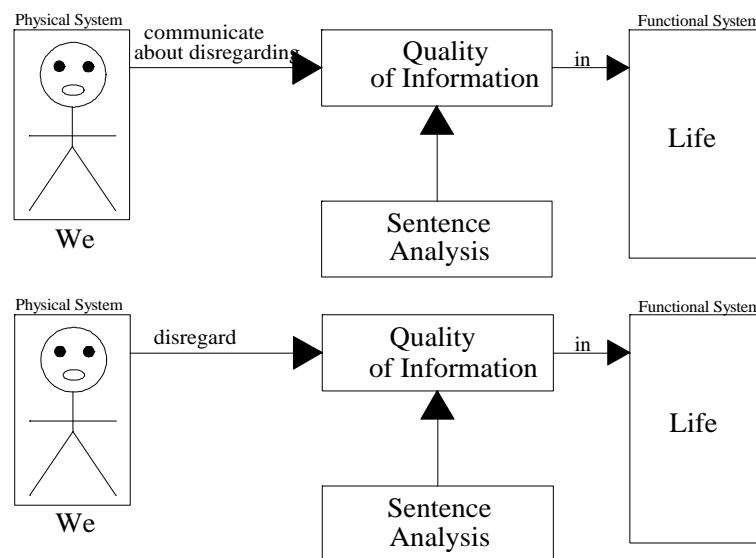 Physical System
communicate
about disregarding
Quality
of Information
in
Functional System
Life
We
Sentence
Analysis
Physical System
disregard
Quality
of Information
in
Functional System
Life
We
Sentence
Analysis